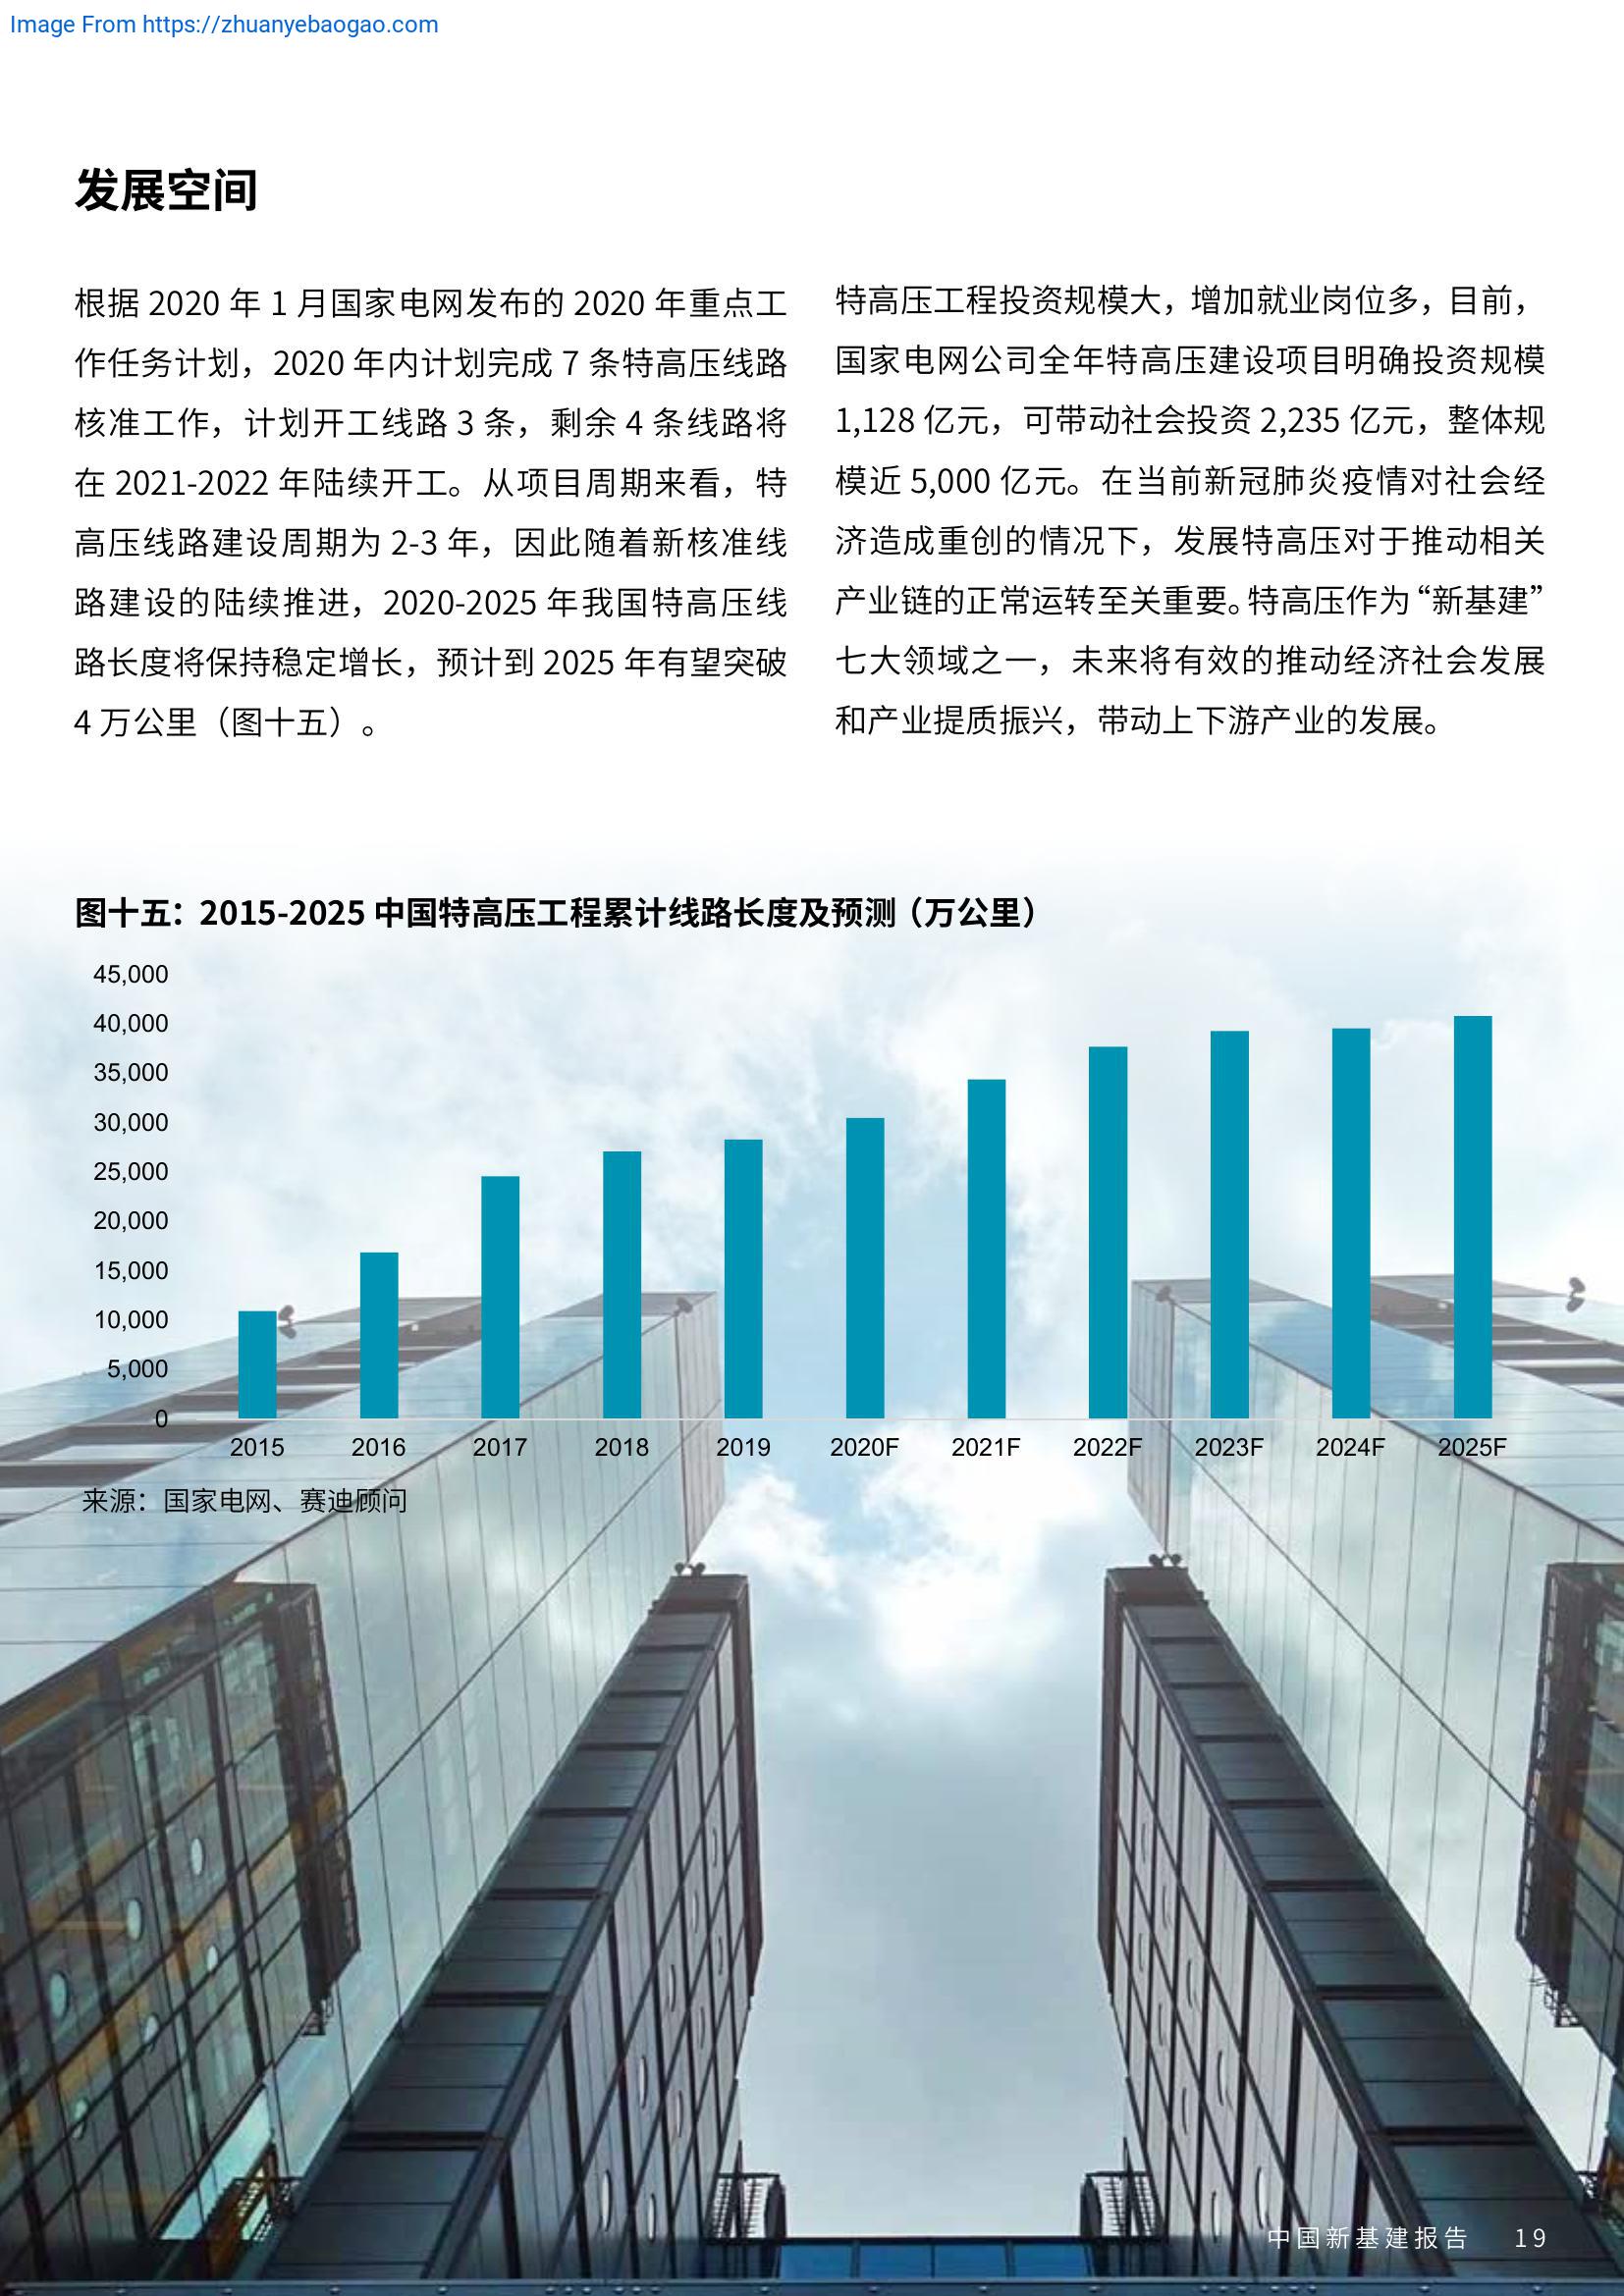 Image From https://zhuanyebaogao.com
发展空间
根据 2020 年 1 月国家电网发布的 2020 年重点工
作任务计划，2020 年内计划完成 7 条特高压线路
核准工作，计划开工线路 3 条，剩余 4 条线路将
在 2021-2022 年陆续开工。从项目周期来看，特
高压线路建设周期为 2-3 年，因此随着新核准线
路建设的陆续推进，2020-2025 年我国特高压线
路长度将保持稳定增长，预计到 2025 年有望突破
4 万公里（图十五）。
特高压工程投资规模大，增加就业岗位多，目前，
国家电网公司全年特高压建设项目明确投资规模
1,128 亿元，可带动社会投资 2,235 亿元，整体规
模近 5,000 亿元。在当前新冠肺炎疫情对社会经
济造成重创的情况下，发展特高压对于推动相关
产业链的正常运转至关重要。特高压作为“新基建”
七大领域之一，未来将有效的推动经济社会发展
和产业提质振兴，带动上下游产业的发展。
图十五：2015-2025 中国特高压工程累计线路长度及预测（万公里）
45,000
40,000
35,000
30,000
25,000
20,000
15,000
10,000
5,000
0
2015 2016 2017 2018 2019 2020F 2021F 2022F 2023F 2024F 2025F
来源：国家电网、赛迪顾问
中国新基建报告 19